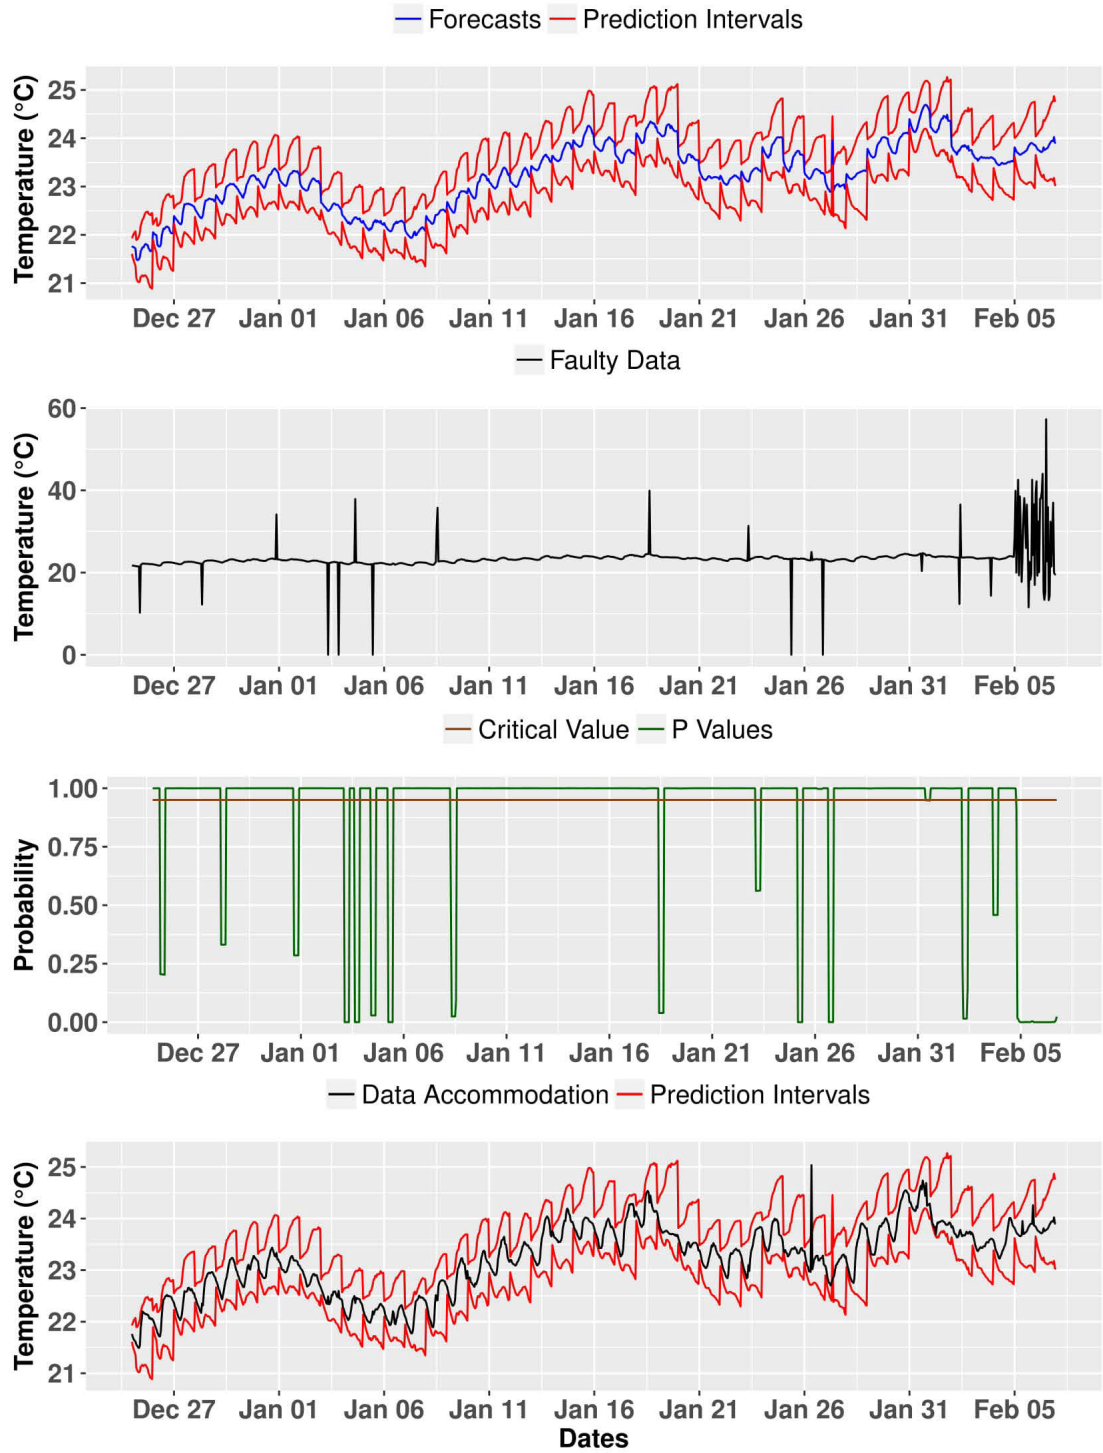 Forecasts Prediction Intervals
Temperature (°C)
25
24
23
22
21
Dec 27 Jan 01 Jan 06 Jan 11 Jan 16 Jan 21 Jan 26 Jan 31 Feb 05
Faulty Data
Temperature (°C)
60
40
20
0
Dec 27 Jan 01 Jan 06 Jan 11 Jan 16 Jan 21 Jan 26 Jan 31 Feb 05
Critical Value P Values
Probability
1.00
0.75
0.50
0.25
0.00
Dec 27 Jan 01 Jan 06 Jan 11 Jan 16 Jan 21 Jan 26 Jan 31 Feb 05
Data Accommodation Prediction Intervals
Temperature (°C)
25
24
23
22
21
Dec 27 Jan 01 Jan 06 Jan 11 Jan 16 Jan 21 Jan 26 Jan 31 Feb 05
Dates